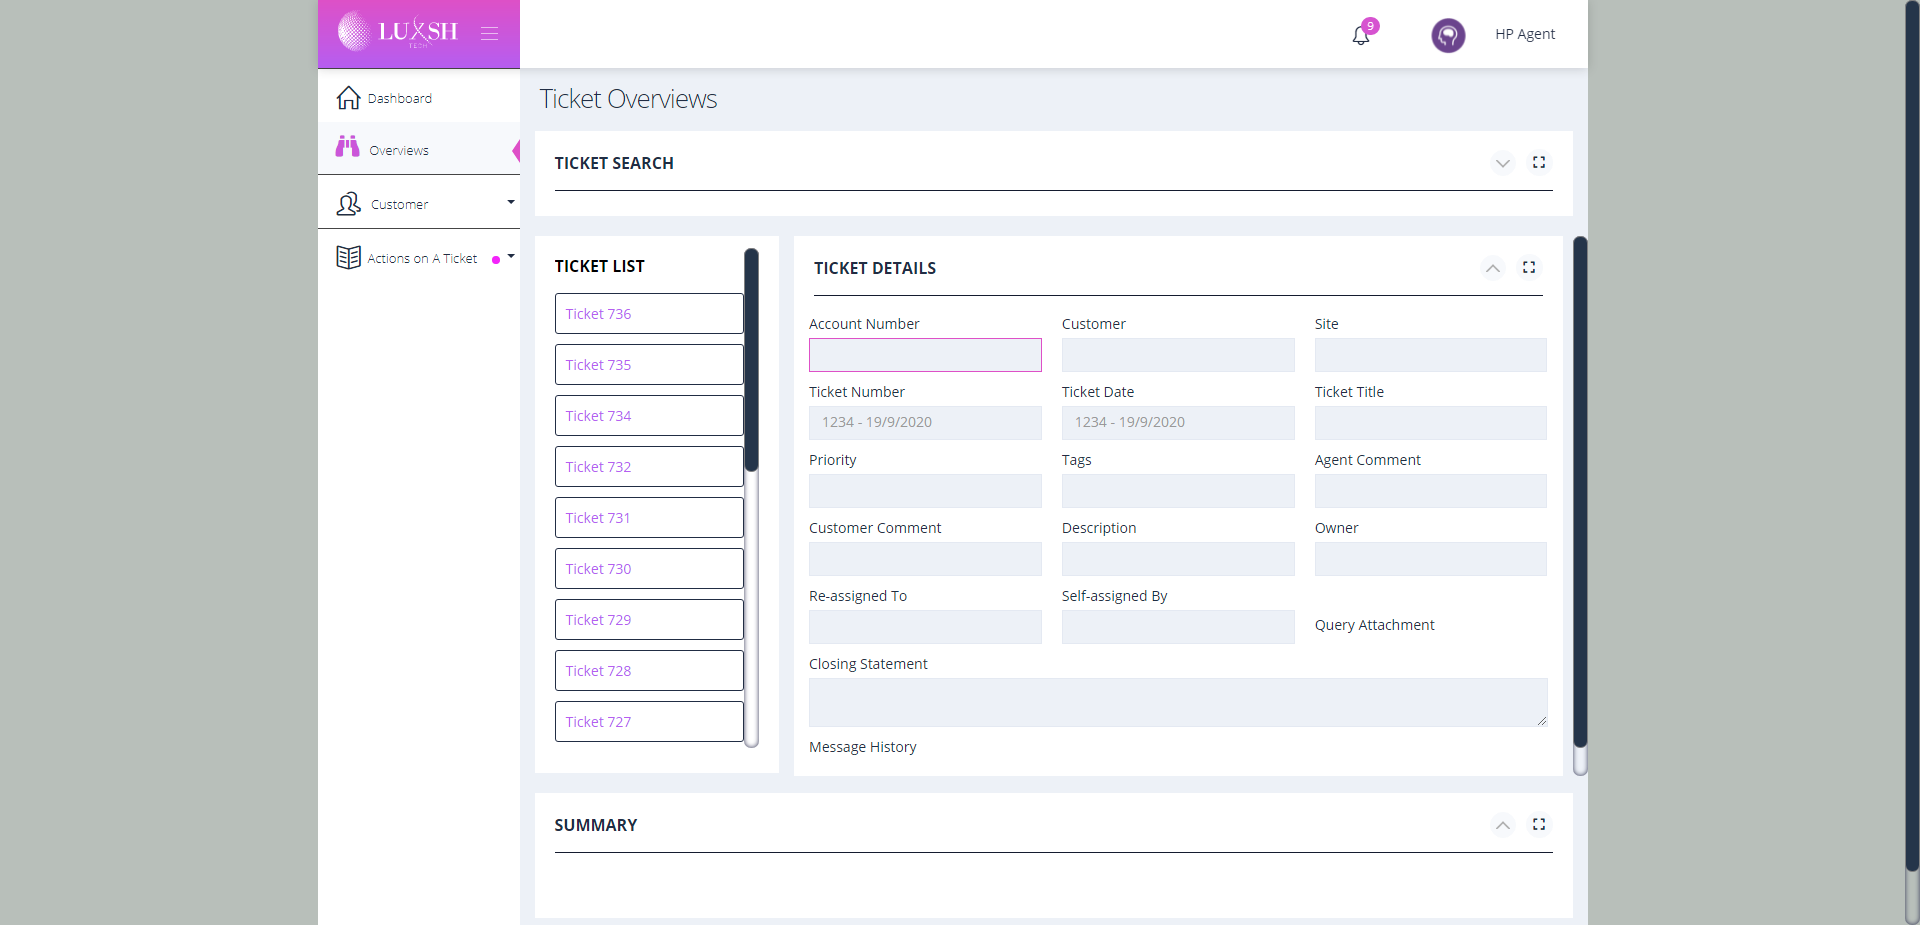 LUXSH
TECH
9
HP Agent
Dashboard
Overviews
Customer
Actions on A Ticket
Ticket Overviews
TICKET SEARCH
TICKET LIST
Ticket 736
Ticket 735
Ticket 734
Ticket 732
Ticket 731
Ticket 730
Ticket 729
Ticket 728
Ticket 727
TICKET DETAILS
Account Number
Customer
Site
Ticket Number
Ticket Date
Ticket Title
1234 - 19/9/2020
1234 - 19/9/2020
Priority
Tags
Agent Comment
Customer Comment
Description
Owner
Re-assigned To
Self-assigned By
Query Attachment
Closing Statement
Message History
SUMMARY